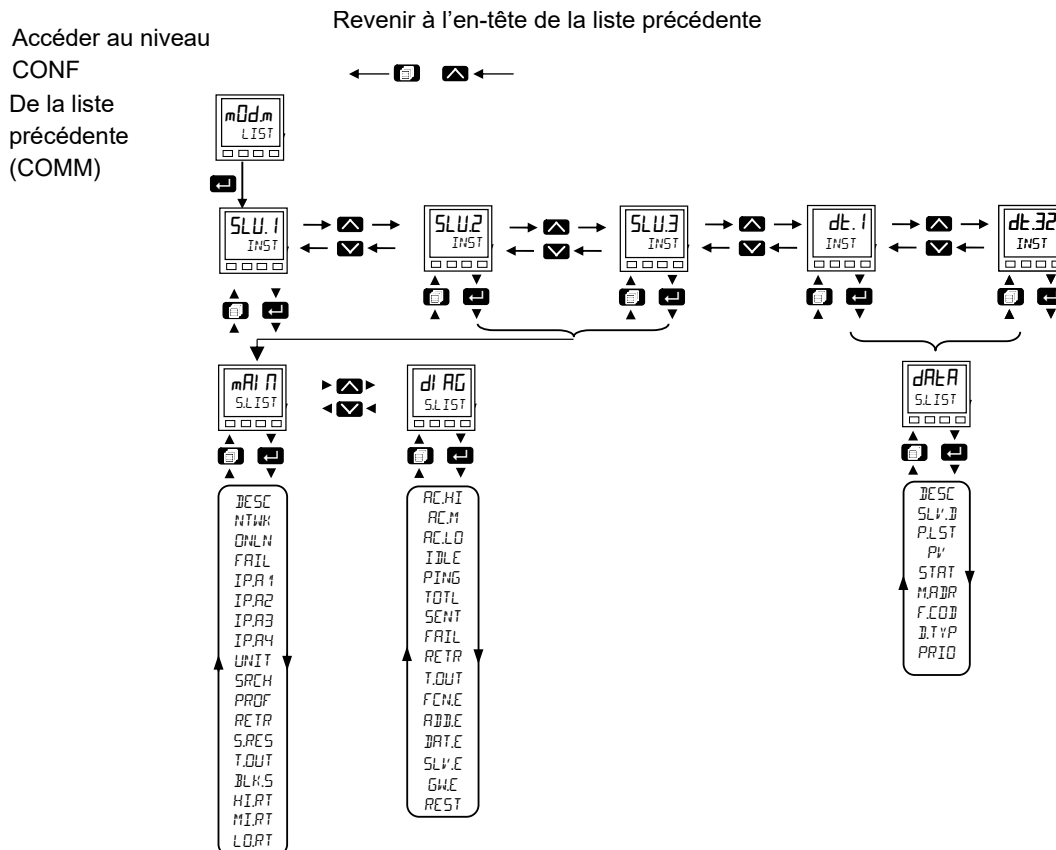 Revenir à l’en-tête de la liste précédente
Accéder au niveau
CONF
De la liste
précédente
(COMM)
m0d.m
LIST
SLV.1
INST
SLV.2
INST
SLV.3
INST
dt.1
INST
dt.32
INST
mAIN
S.LIST
dIAG
S.LIST
dAtA
S.LIST
DESC
NTWK
ONLN
FAIL
IP.A1
IP.A2
IP.A3
IP.A4
UNIT
SRCH
PROF
RETR
S.RES
T.OUT
BLK.S
HI.RT
MI.RT
LO.RT
AC.HI
AC.M
AC.LO
IDLE
PING
TOTL
SENT
FAIL
RETR
T.OUT
FCN.E
ADD.E
DAT.E
SLV.E
GW.E
REST
DESC
SLV.D
P.LST
PV
STAT
M.ADR
F.COD
D.TYP
PRIO